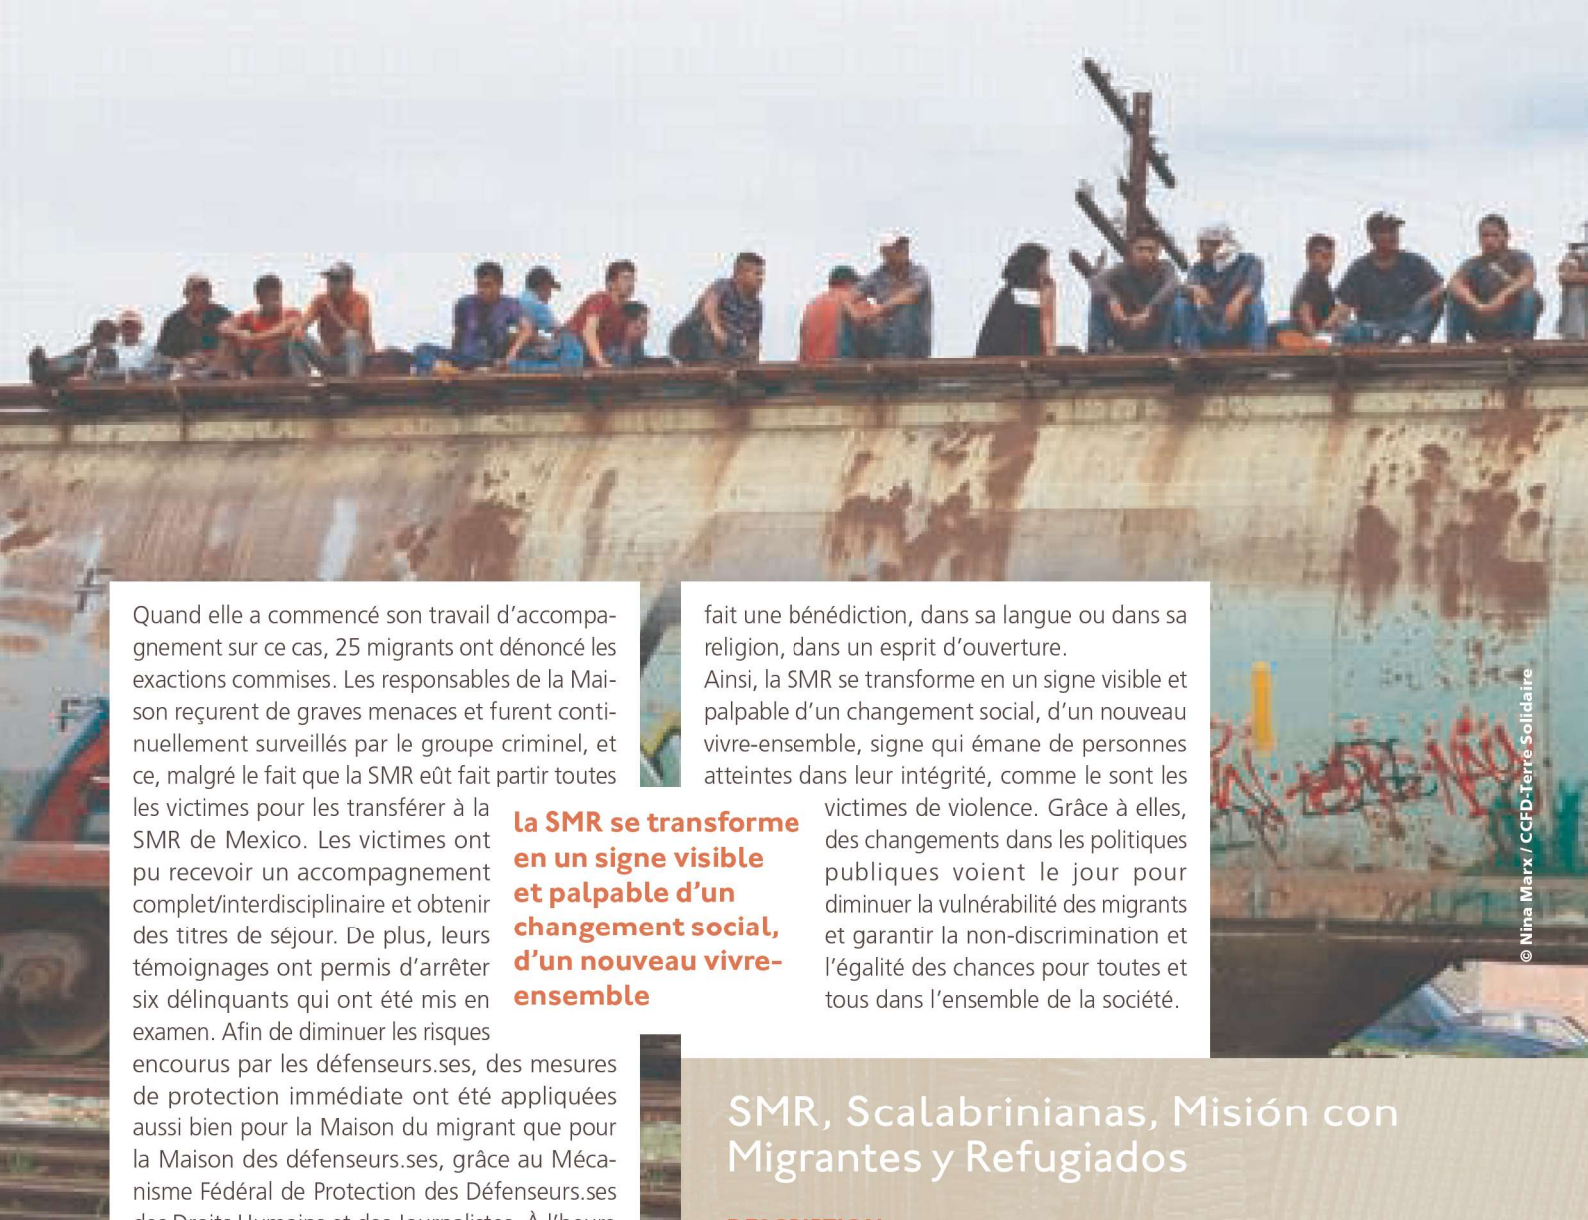 Quand elle a commencé son travail d'accompa-
gnement sur ce cas, 25 migrants ont dénoncé les
exactions commises. Les responsables de la Mai-
son reçurent de graves menaces et furent conti-
nuellement surveillés par le groupe criminel, et
ce, malgré le fait que la SMR eût fait partir toutes
les victimes pour les transférer à la
SMR de Mexico. Les victimes ont
pu recevoir un accompagnement
complet/interdisciplinaire et obtenir
des titres de séjour. De plus, leurs
témoignages ont permis d'arrêter
six délinquants qui ont été mis en
examen. Afin de diminuer les risques
encourus par les défenseurs.ses, des mesures
de protection immédiate ont été appliquées
aussi bien pour la Maison du migrant que pour
la Maison des défenseurs.ses, grâce au Méca-
nisme Fédéral de Protection des Défenseurs.ses
des Droits Humains et des Journalistes. À l'heure
la SMR se transforme
en un signe visible
et palpable d'un
changement social,
d'un nouveau vivre-
ensemble
fait une bénédiction, dans sa langue ou dans sa
religion, dans un esprit d'ouverture.
Ainsi, la SMR se transforme en un signe visible et
palpable d'un changement social, d'un nouveau
vivre-ensemble, signe qui émane de personnes
atteintes dans leur intégrité, comme le sont les
victimes de violence. Grâce à elles,
des changements dans les politiques
publiques voient le jour pour
diminuer la vulnérabilité des migrants
et garantir la non-discrimination et
l'égalité des chances pour toutes et
tous dans l'ensemble de la société.
© Nina Marx / CCFD-Terre Solidaire
SMR, Scalabrinianas, Misión con
Migrantes y Refugiados